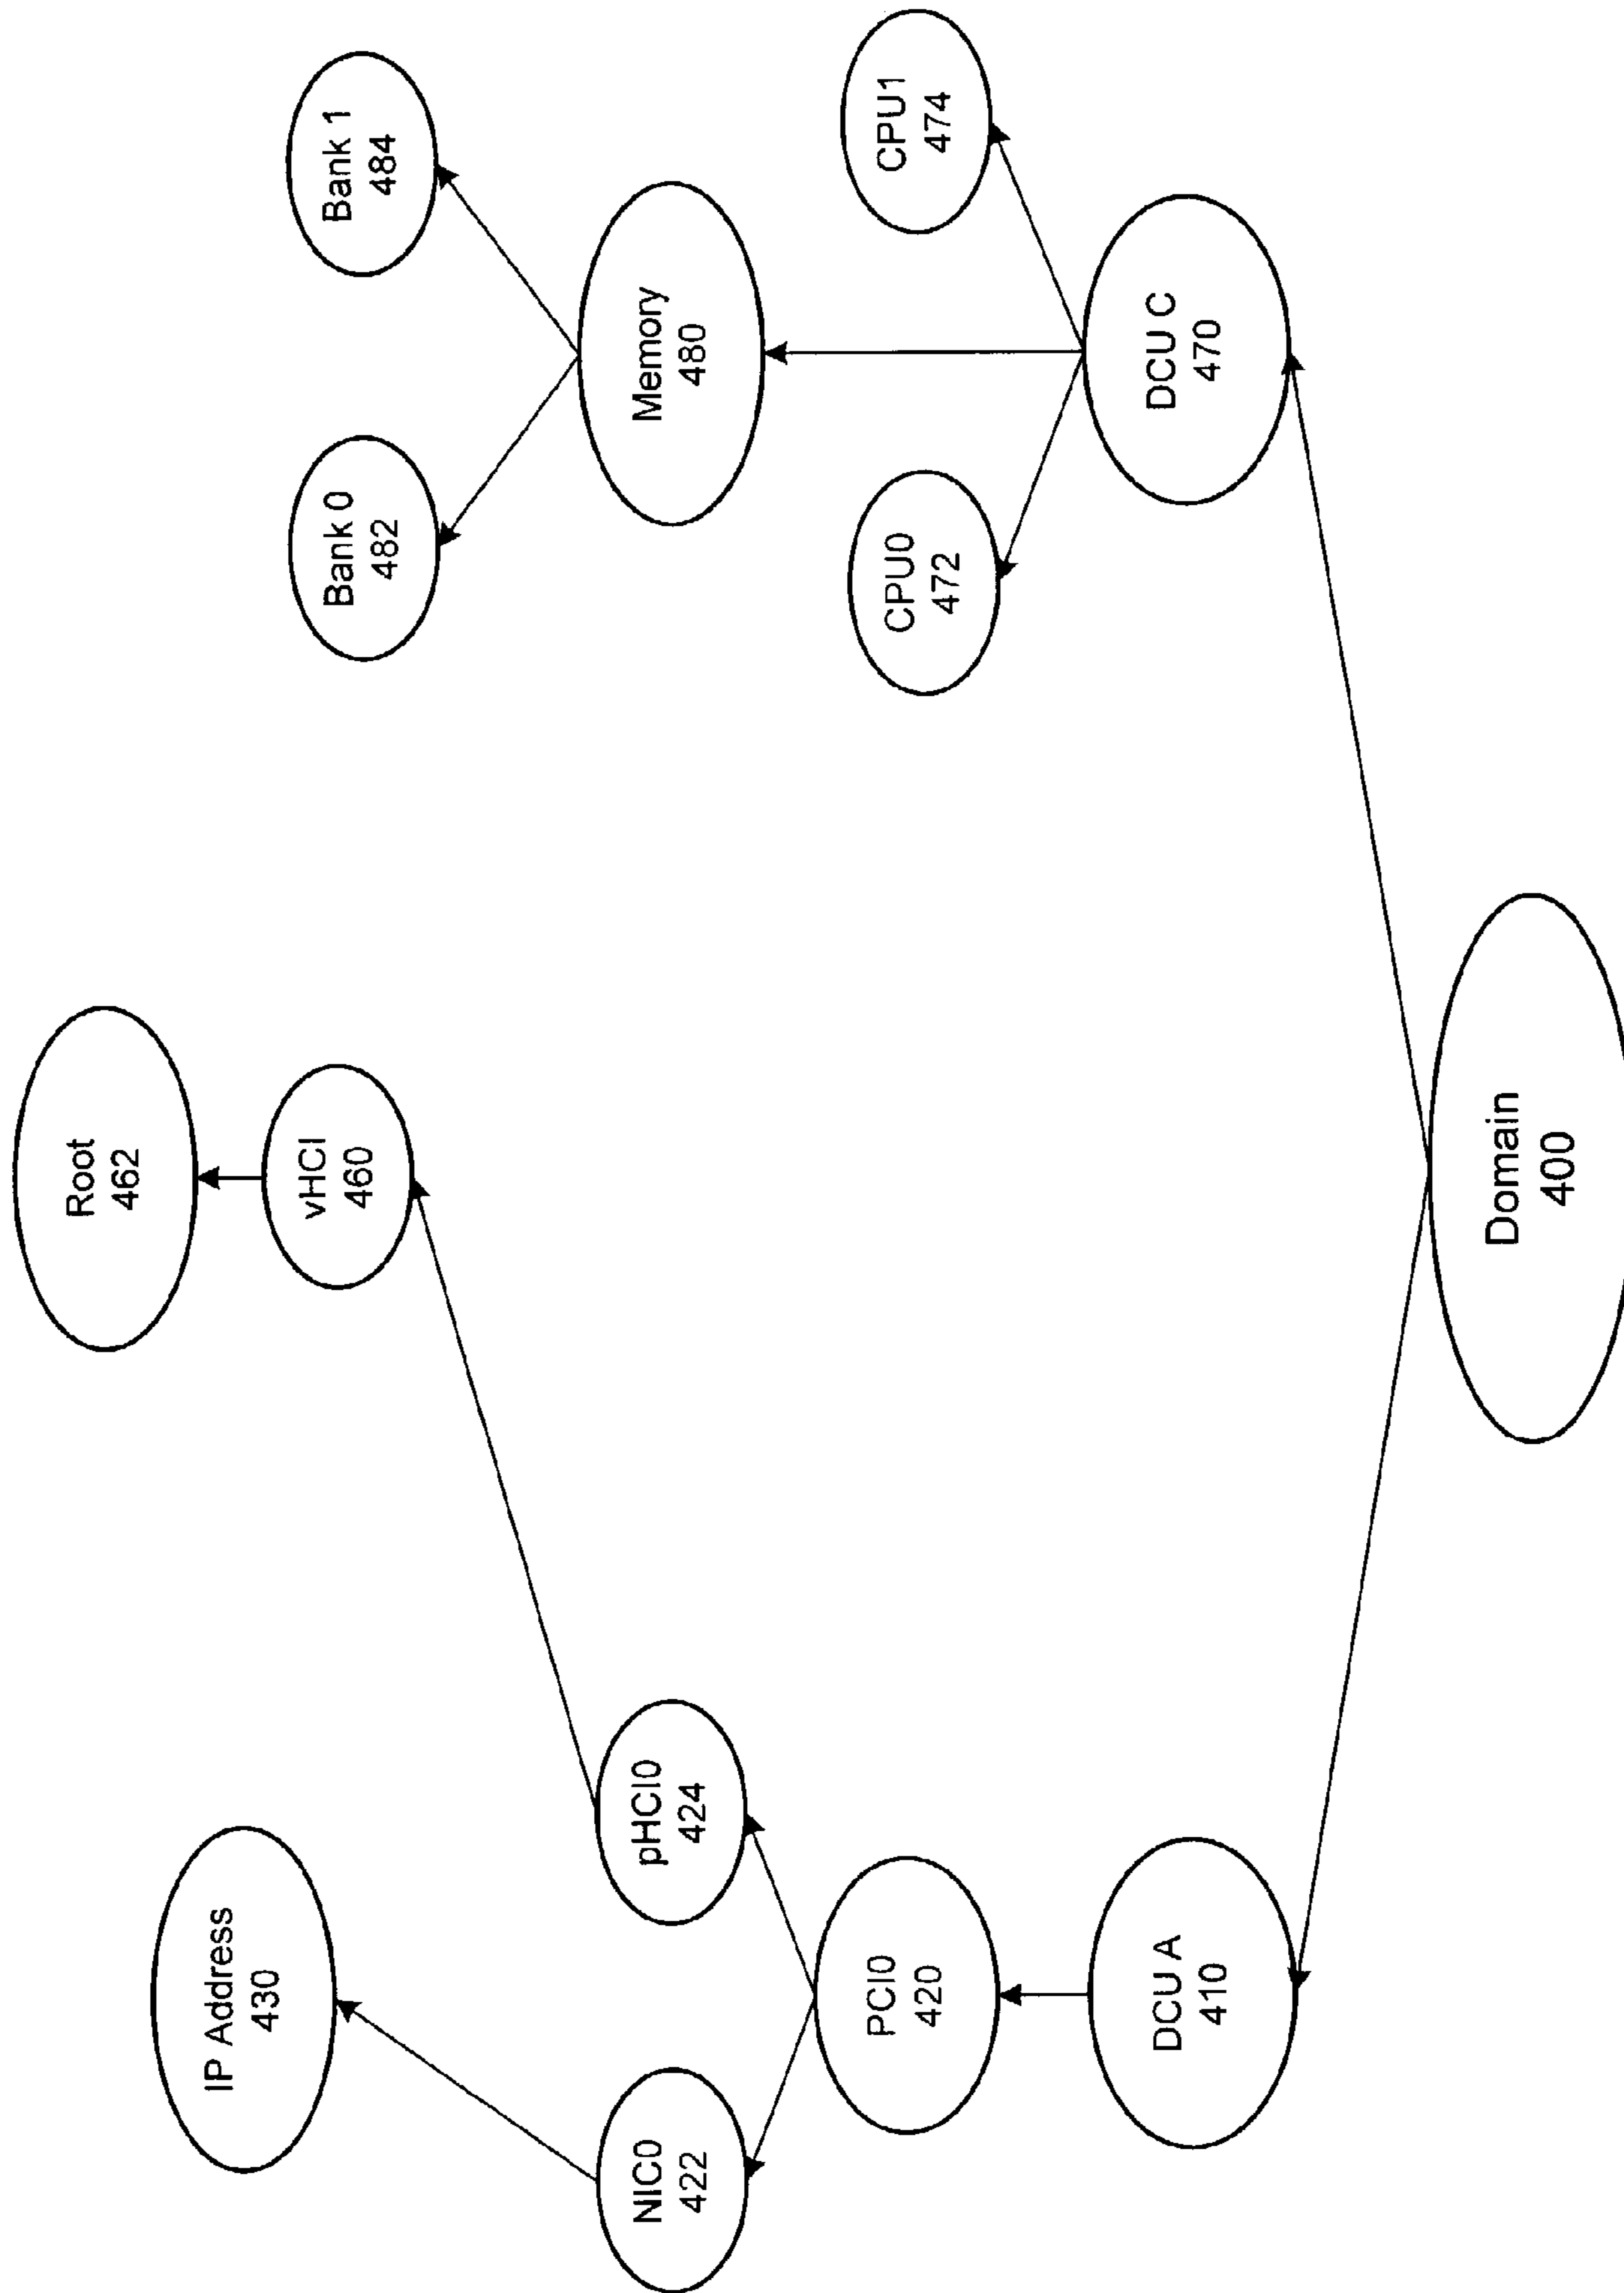 Root
462
IP Address
430
vHCI
460
Bank 0
482
Bank 1
484
NIC0
422
pHCI0
424
Memory
480
PCI0
420
CPU0
472
CPU1
474
DCU A
410
DCU C
470
Domain
400